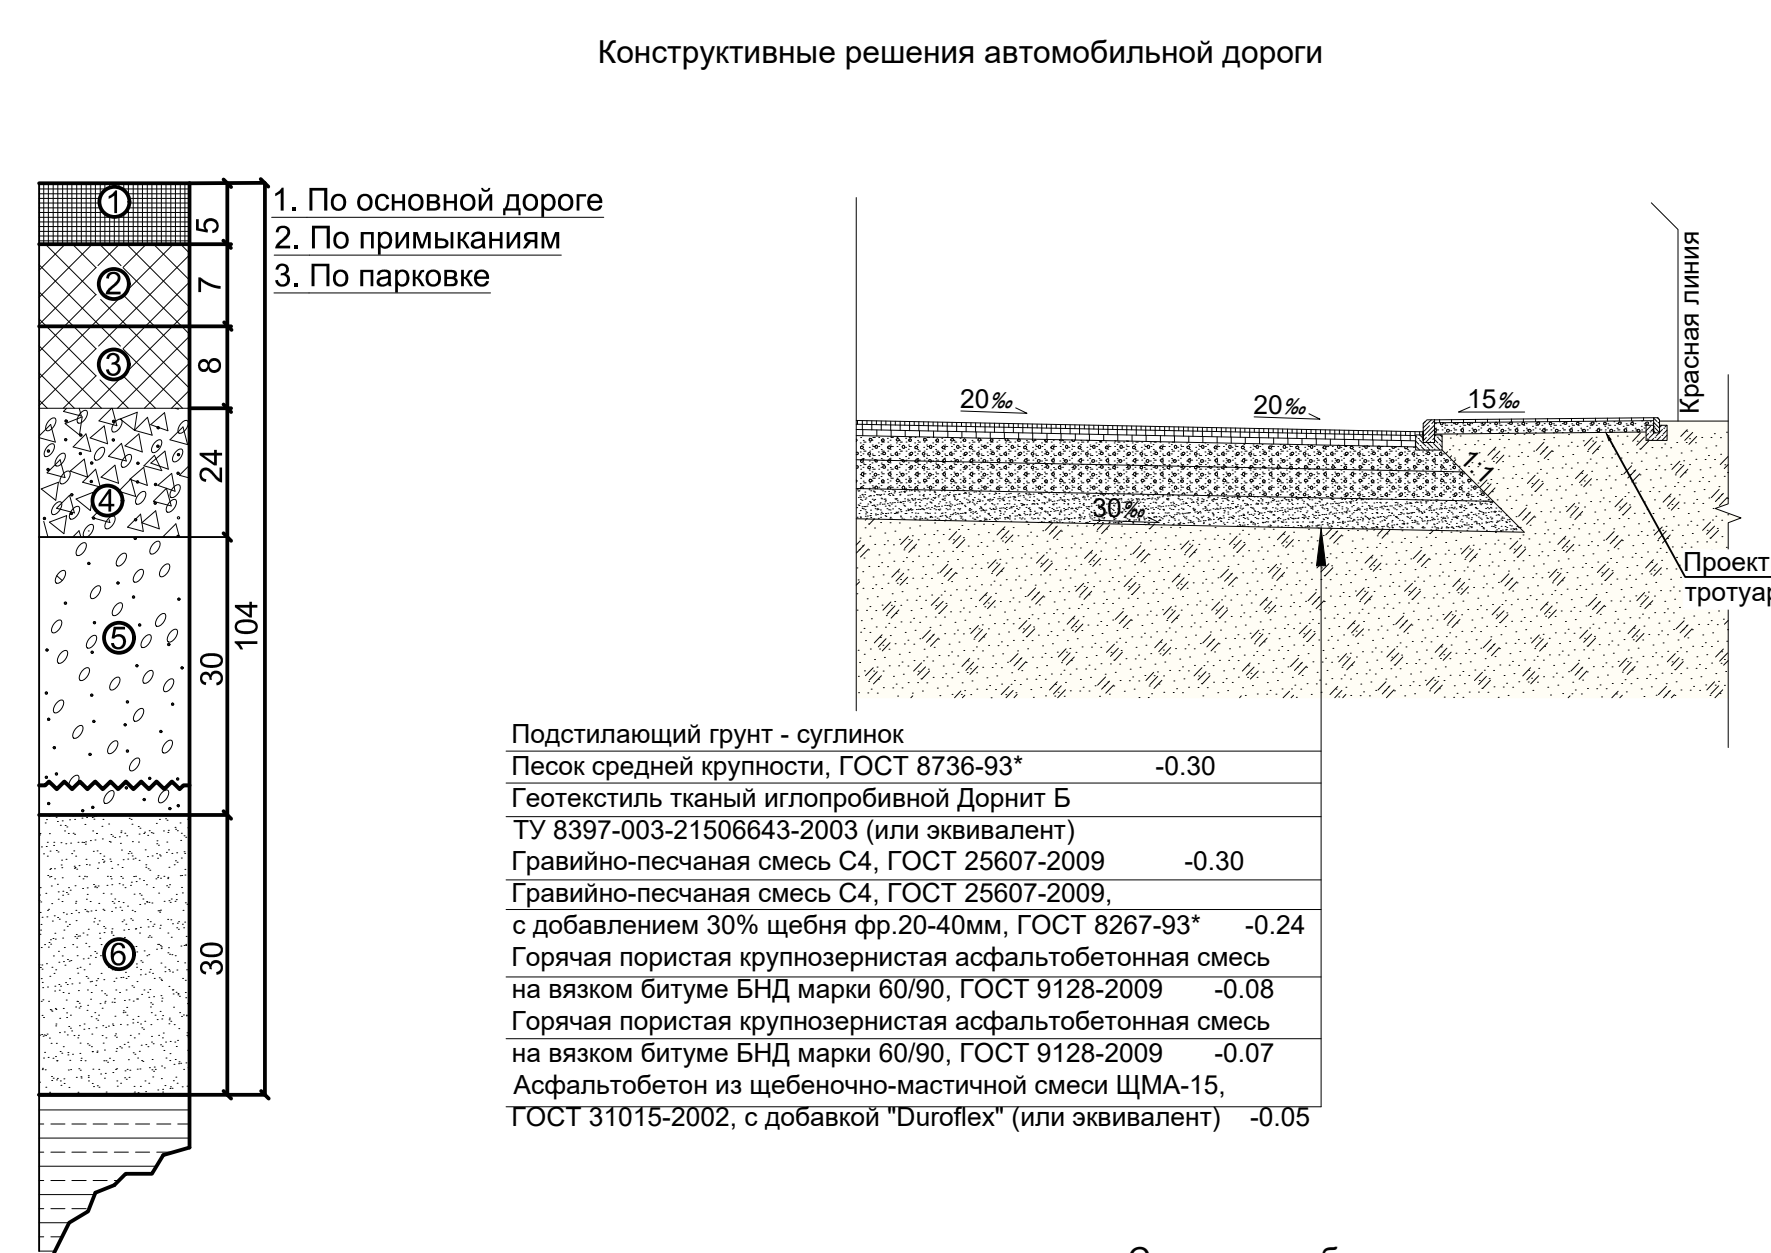 Конструктивные решения автомобильной дороги
1
2
3
4
5
6
5
7
8
24
30
30
104
1. По основной дороге
2. По примыканиям
3. По парковке
20‰
20‰
15‰
30‰
1:1
Красная линия
Проект
тротуар
Подстилающий грунт - суглинок
Песок средней крупности, ГОСТ 8736-93* -0.30
Геотекстиль тканый иглопробивной Дорнит Б
ТУ 8397-003-21506643-2003 (или эквивалент)
Гравийно-песчаная смесь С4, ГОСТ 25607-2009 -0.30
Гравийно-песчаная смесь С4, ГОСТ 25607-2009,
с добавлением 30% щебня фр.20-40мм, ГОСТ 8267-93* -0.24
Горячая пористая крупнозернистая асфальтобетонная смесь
на вязком битуме БНД марки 60/90, ГОСТ 9128-2009 -0.08
Горячая пористая крупнозернистая асфальтобетонная смесь
на вязком битуме БНД марки 60/90, ГОСТ 9128-2009 -0.07
Асфальтобетон из щебеночно-мастичной смеси ЩМА-15,
ГОСТ 31015-2002, с добавкой "Duroflex" (или эквивалент) -0.05